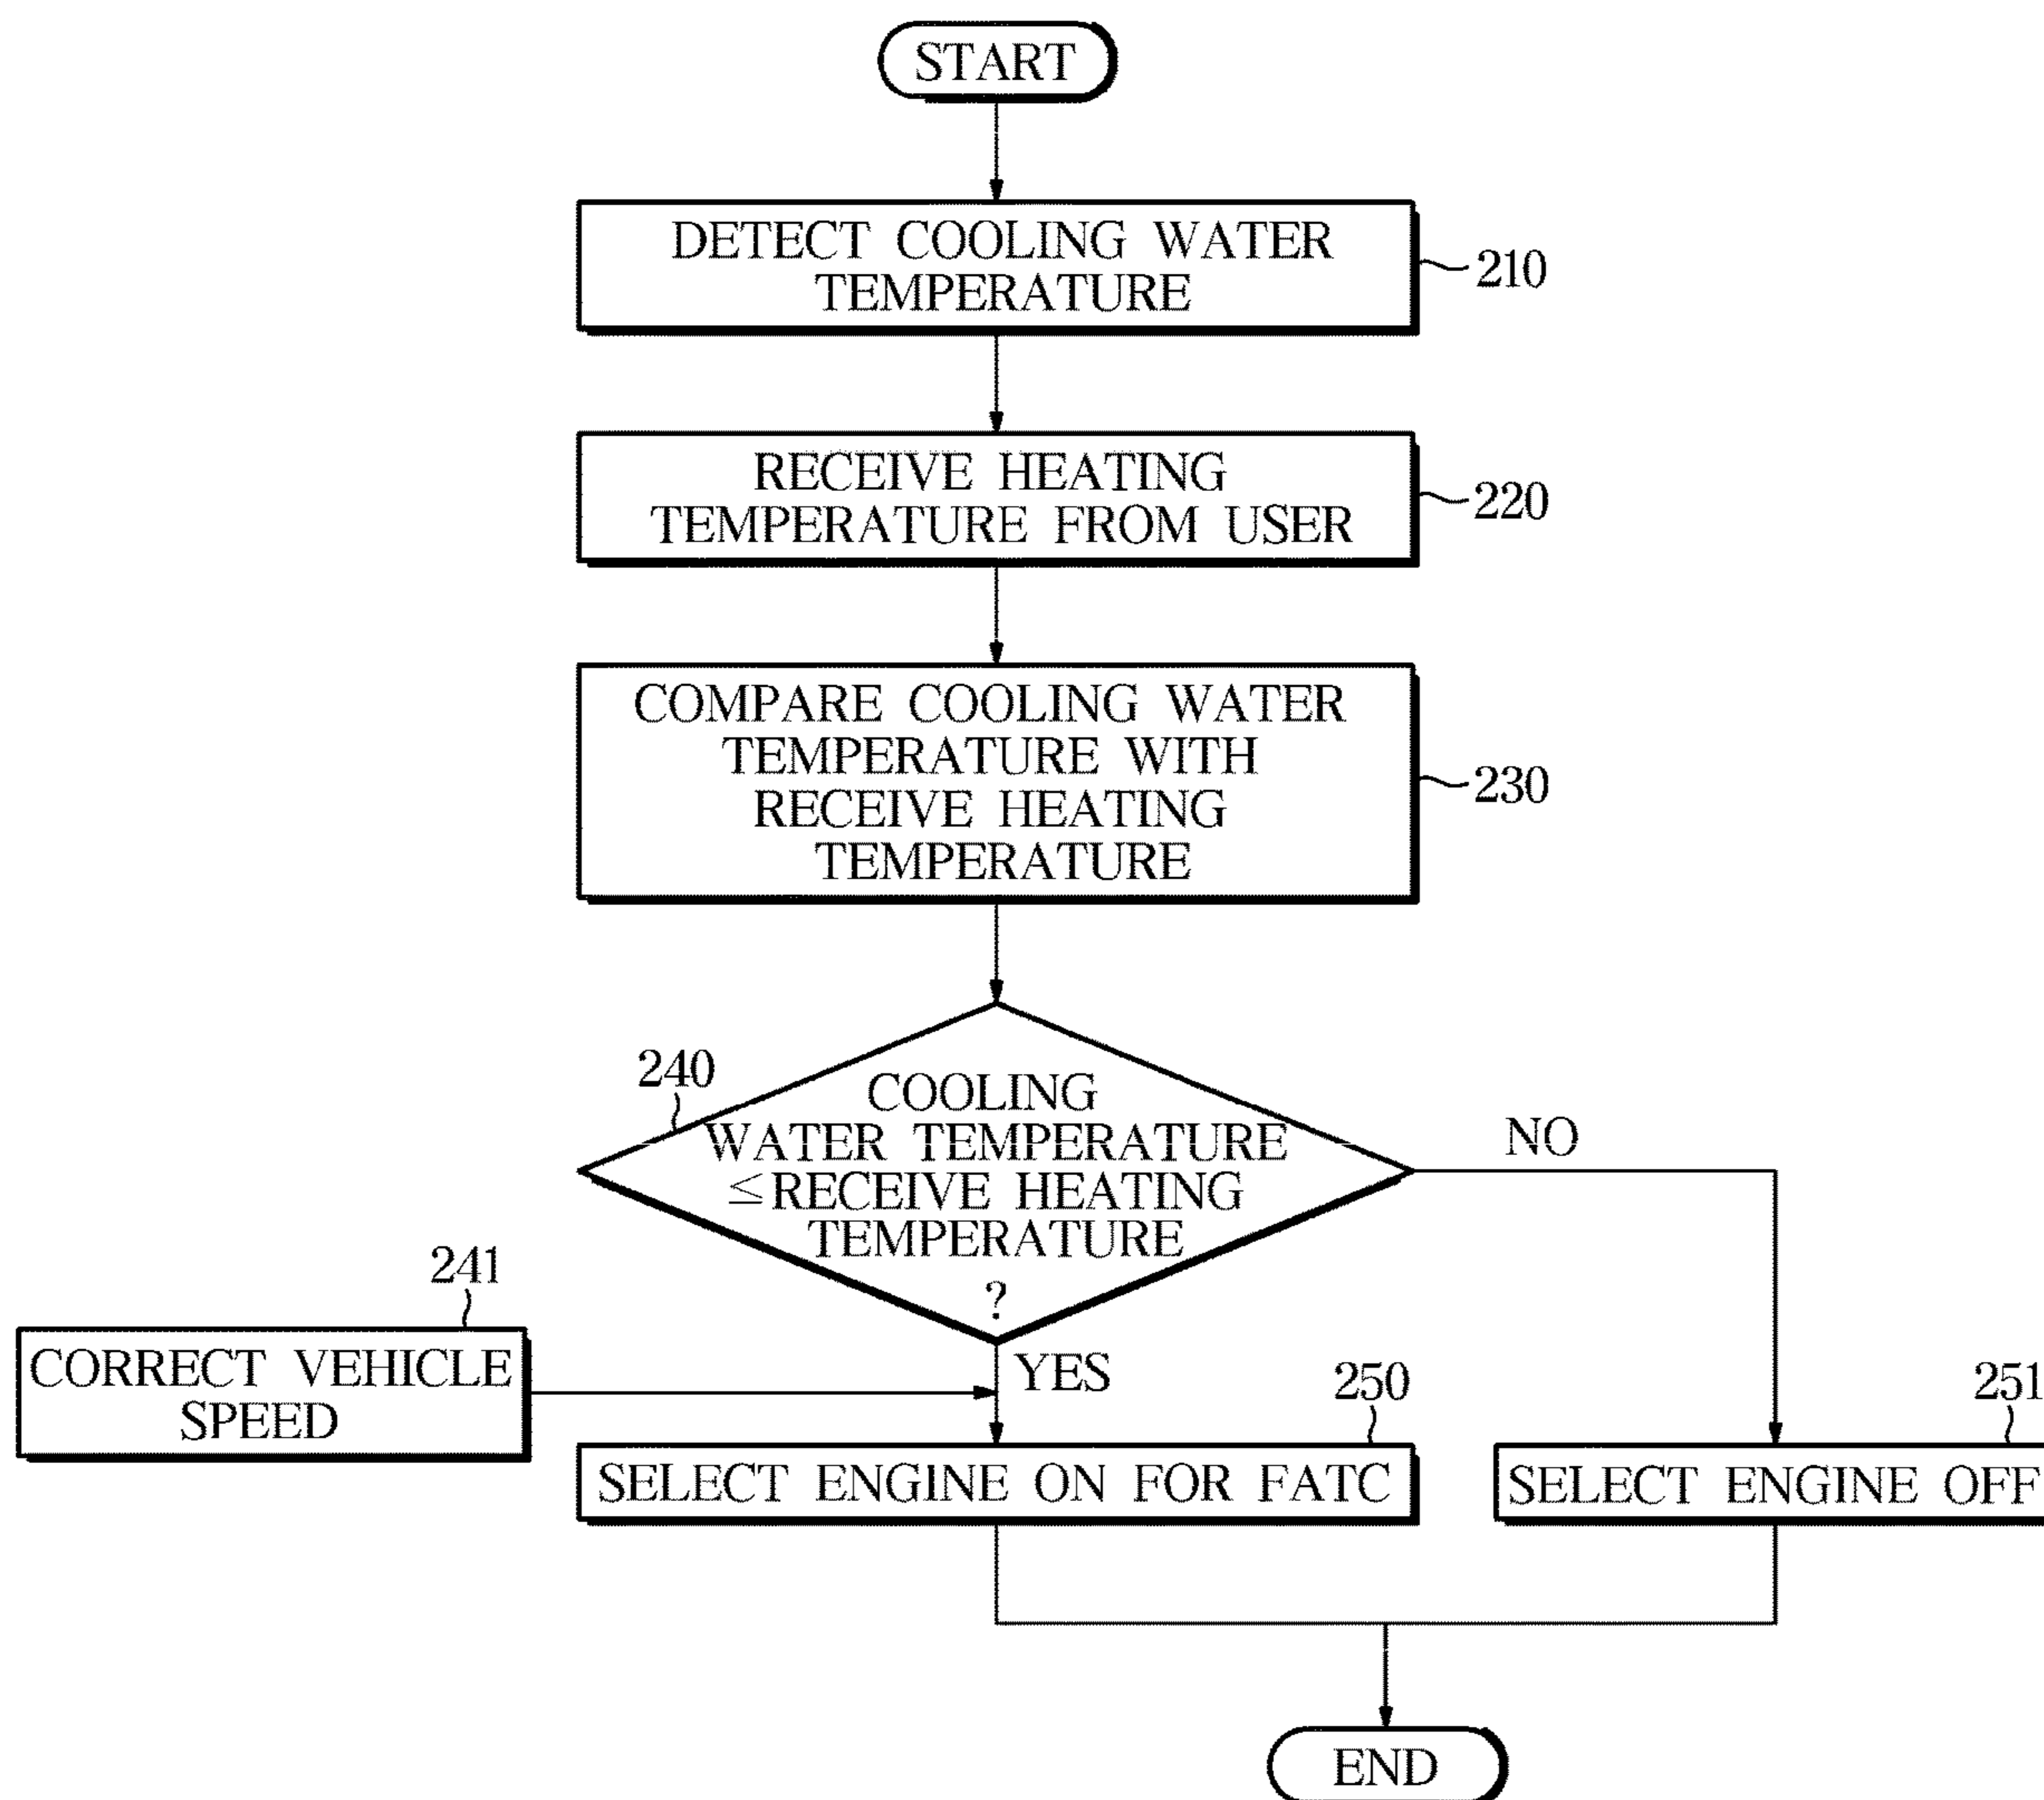 START
DETECT COOLING WATER
TEMPERATURE
210
RECEIVE HEATING
TEMPERATURE FROM USER
220
COMPARE COOLING WATER
TEMPERATURE WITH
RECEIVE HEATING
TEMPERATURE
230
240
COOLING
WATER TEMPERATURE
≤RECEIVE HEATING
TEMPERATURE
?
NO
241
CORRECT VEHICLE
SPEED
YES
250
SELECT ENGINE ON FOR FATC
251
SELECT ENGINE OFF
END